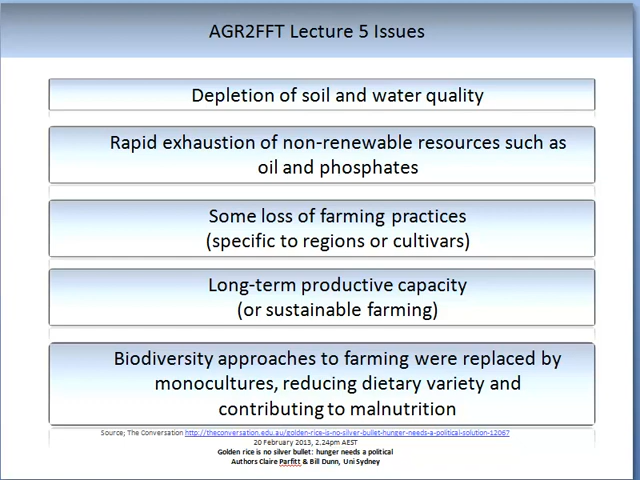 AGR2FFT Lecture 5 Issues
Depletion of soil and water quality
Rapid exhaustion of non-renewable resources such as
oil and phosphates
Some loss of farming practices
(specific to regions or cultivars)
Long-term productive capacity
(or sustainable farming)
Biodiversity approaches to farming were replaced by
monocultures, reducing dietary variety and
contributing to malnutrition
Source; The Conversation http://theconversation.edu.au/golden-rice-is-no-silver-bullet-hunger-needs-a-political-solution-12067
20 February 2013, 2.24pm AEST
Golden rice is no silver bullet: hunger needs a political
Authors Claire Parfitt & Bill Dunn, Uni Sydney